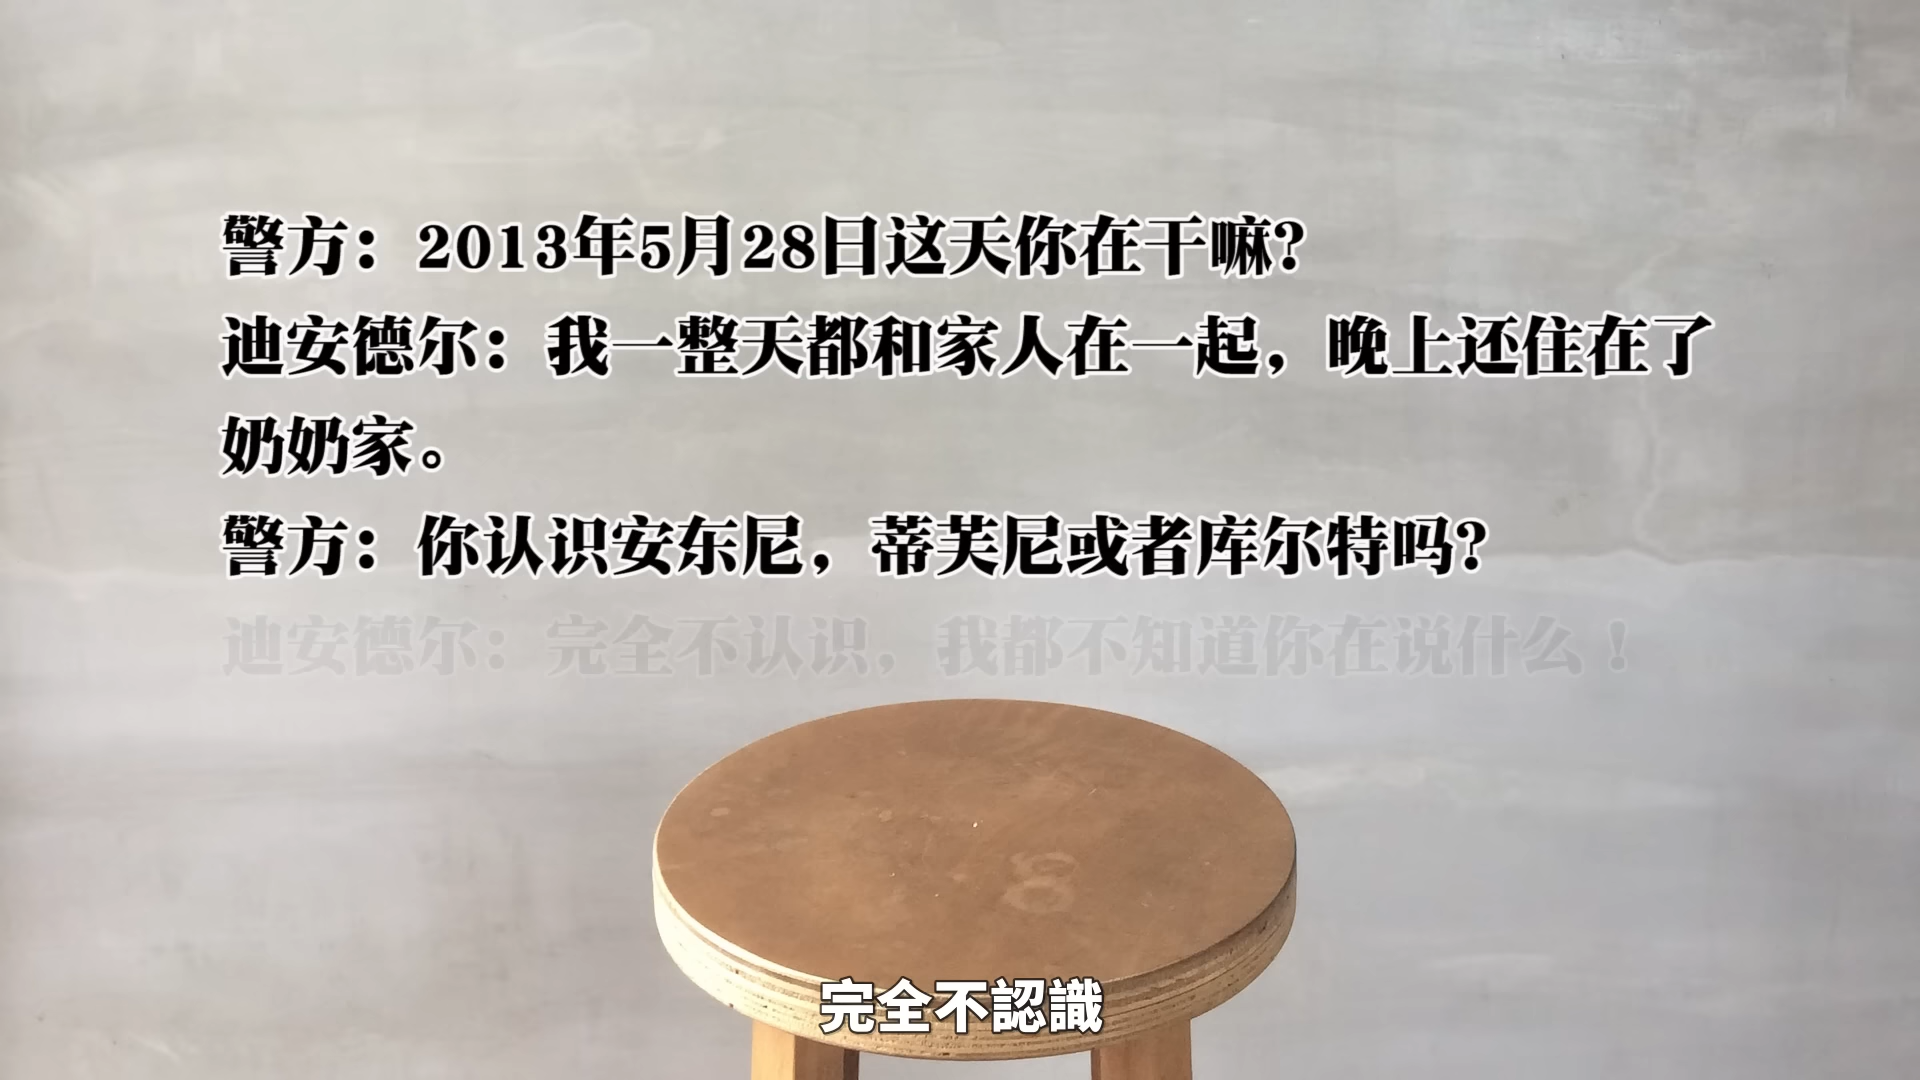 警方：2013年5月28日这天你在干嘛？
迪安德尔：我一整天都和家人在一起，晚上还住在了
奶奶家。
警方：你认识安东尼，蒂芙尼或者库尔特吗？
迪安德尔：完全不认识，我都不知道你在说什么！
完全不認識